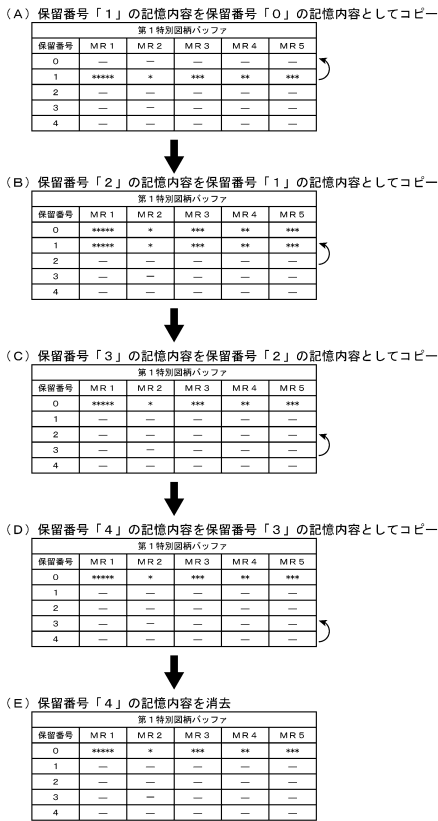 （Ａ）保留番号「１」の記憶内容を保留番号「０」の記憶内容としてコピー
第１特別図柄バッファ
保留番号 ＭＲ１ ＭＲ２ ＭＲ３ ＭＲ４ ＭＲ５
０ — — — — —
１ ***** * *** ** ***
２ — — — — —
３ — — — — —
４ — — — — —
（Ｂ）保留番号「２」の記憶内容を保留番号「１」の記憶内容としてコピー
第１特別図柄バッファ
保留番号 ＭＲ１ ＭＲ２ ＭＲ３ ＭＲ４ ＭＲ５
０ ***** * *** ** ***
１ ***** * *** ** ***
２ — — — — —
３ — — — — —
４ — — — — —
（Ｃ）保留番号「３」の記憶内容を保留番号「２」の記憶内容としてコピー
第１特別図柄バッファ
保留番号 ＭＲ１ ＭＲ２ ＭＲ３ ＭＲ４ ＭＲ５
０ ***** * *** ** ***
１ — — — — —
２ — — — — —
３ — — — — —
４ — — — — —
（Ｄ）保留番号「４」の記憶内容を保留番号「３」の記憶内容としてコピー
第１特別図柄バッファ
保留番号 ＭＲ１ ＭＲ２ ＭＲ３ ＭＲ４ ＭＲ５
０ ***** * *** ** ***
１ — — — — —
２ — — — — —
３ — — — — —
４ — — — — —
（Ｅ）保留番号「４」の記憶内容を消去
第１特別図柄バッファ
保留番号 ＭＲ１ ＭＲ２ ＭＲ３ ＭＲ４ ＭＲ５
０ ***** * *** ** ***
１ — — — — —
２ — — — — —
３ — — — — —
４ — — — — —